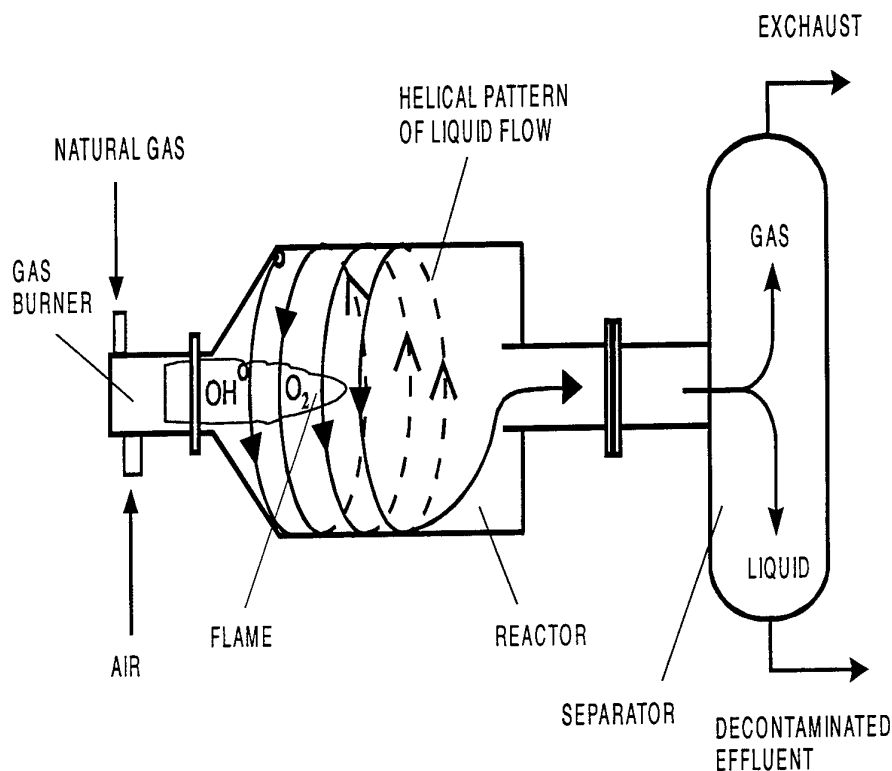 EXCHAUST
HELICAL PATTERN
OF LIQUID FLOW
NATURAL GAS
GAS
BURNER
GAS
OH° O₂
LIQUID
FLAME
REACTOR
AIR
SEPARATOR
DECONTAMINATED
EFFLUENT